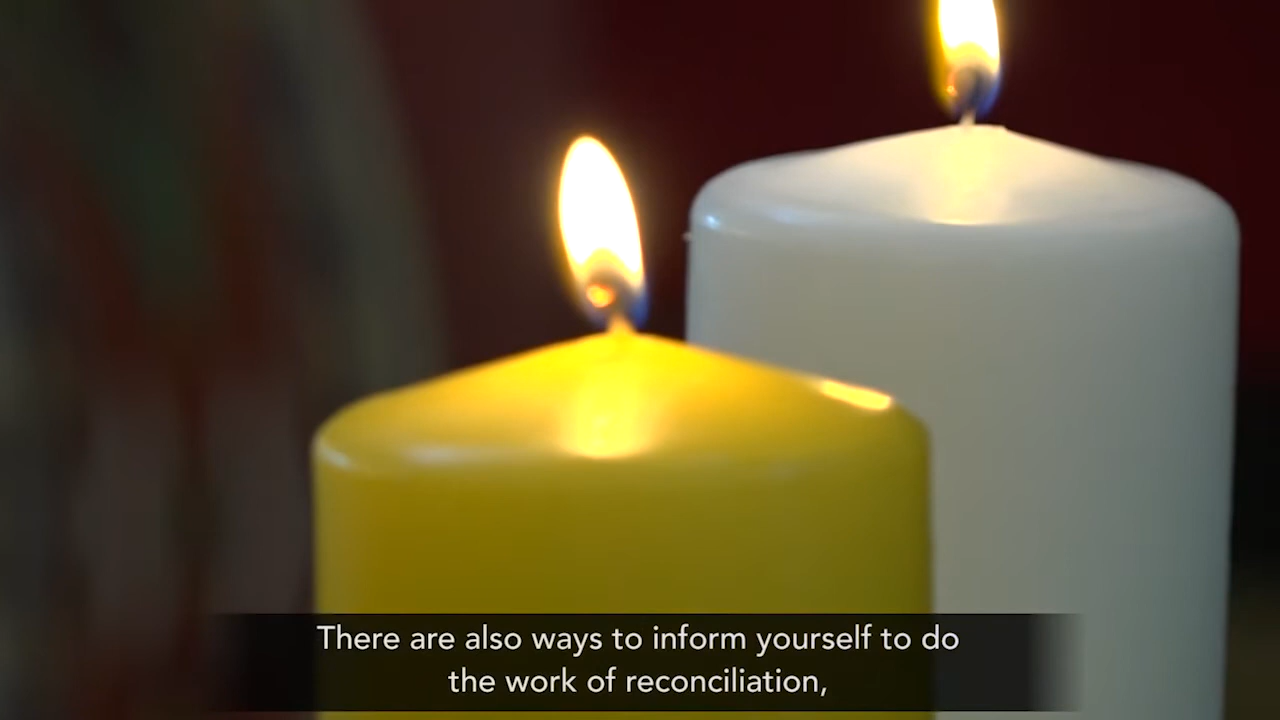 There are also ways to inform yourself to do
the work of reconciliation,